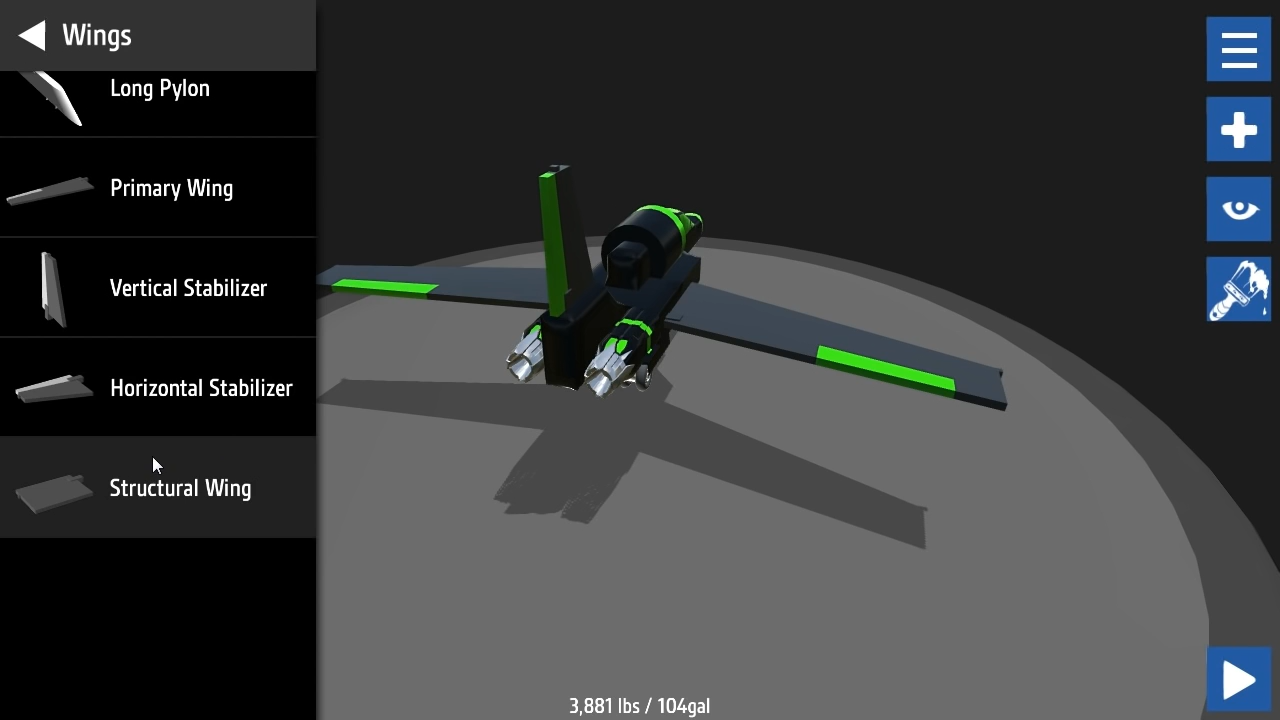 Wings
Long Pylon
Primary Wing
Vertical Stabilizer
Horizontal Stabilizer
Structural Wing
3,881 lbs / 104gal